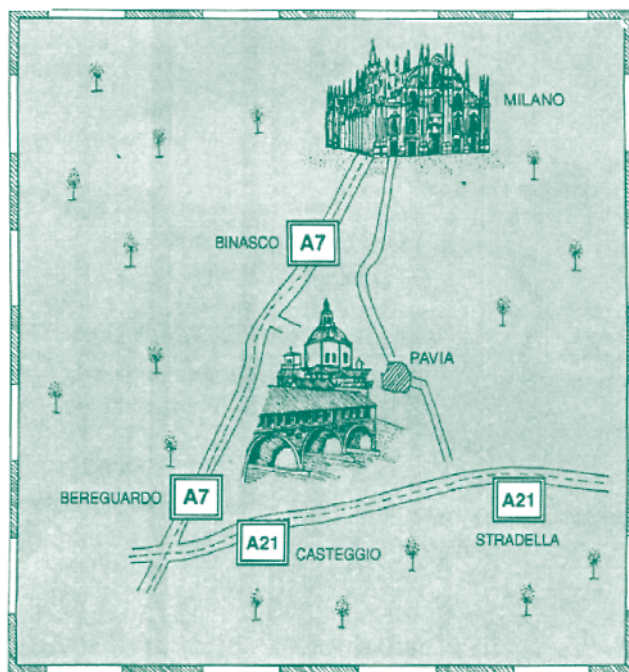 MILANO
BINASCO
A7
PAVIA
BEREGUARDO
A7
A21
CASTEGGIO
A21
STRADELLA